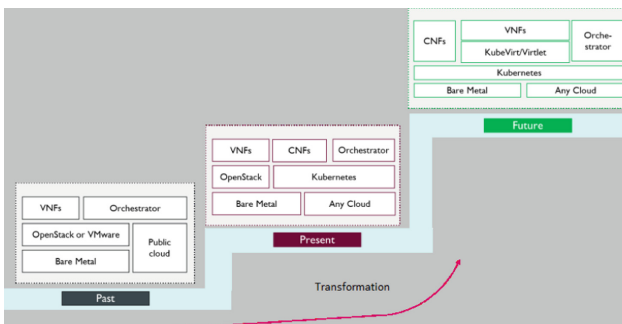 CNFs
VNFs
KubeVirt/Virtlet
Orche-
strator
Kubernetes
Bare Metal
Any Cloud
Future
VNFs
CNFs
Orchestrator
OpenStack
Kubernetes
Bare Metal
Any Cloud
Present
VNFs
Orchestrator
OpenStack or VMware
Public
cloud
Bare Metal
Past
Transformation